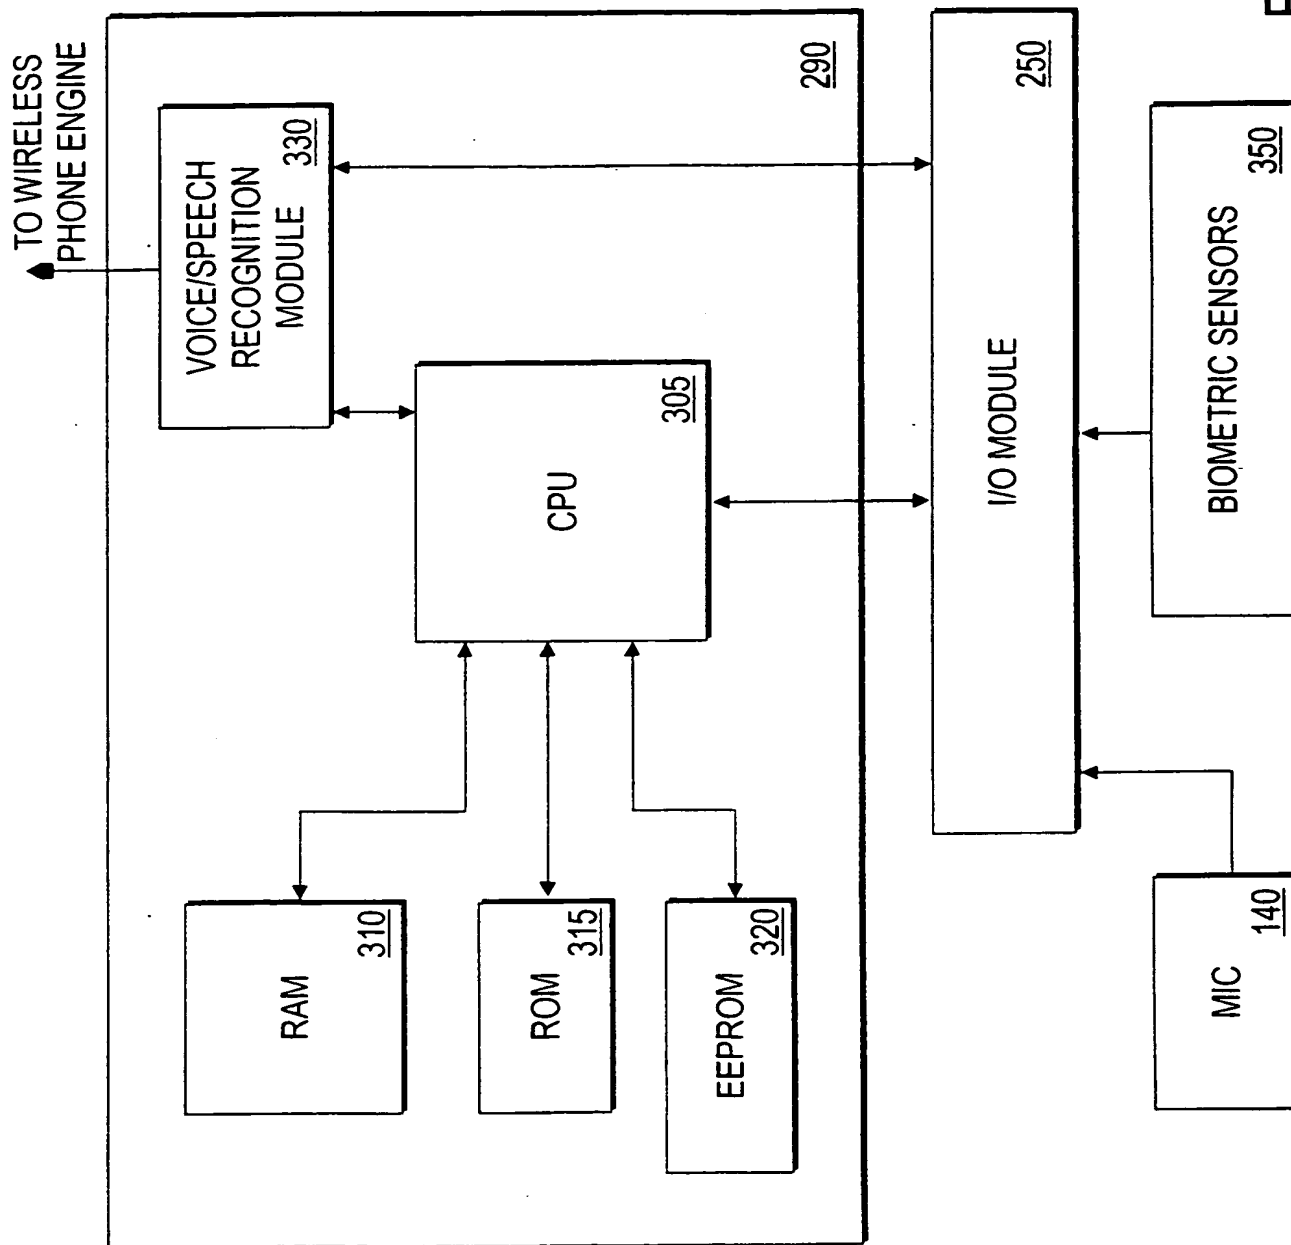 TO WIRELESS
PHONE ENGINE
VOICE/SPEECH
RECOGNITION
MODULE
330
290
CPU
305
RAM
310
ROM
315
EEPROM
320
I/O MODULE
250
MIC
140
BIOMETRIC SENSORS
350